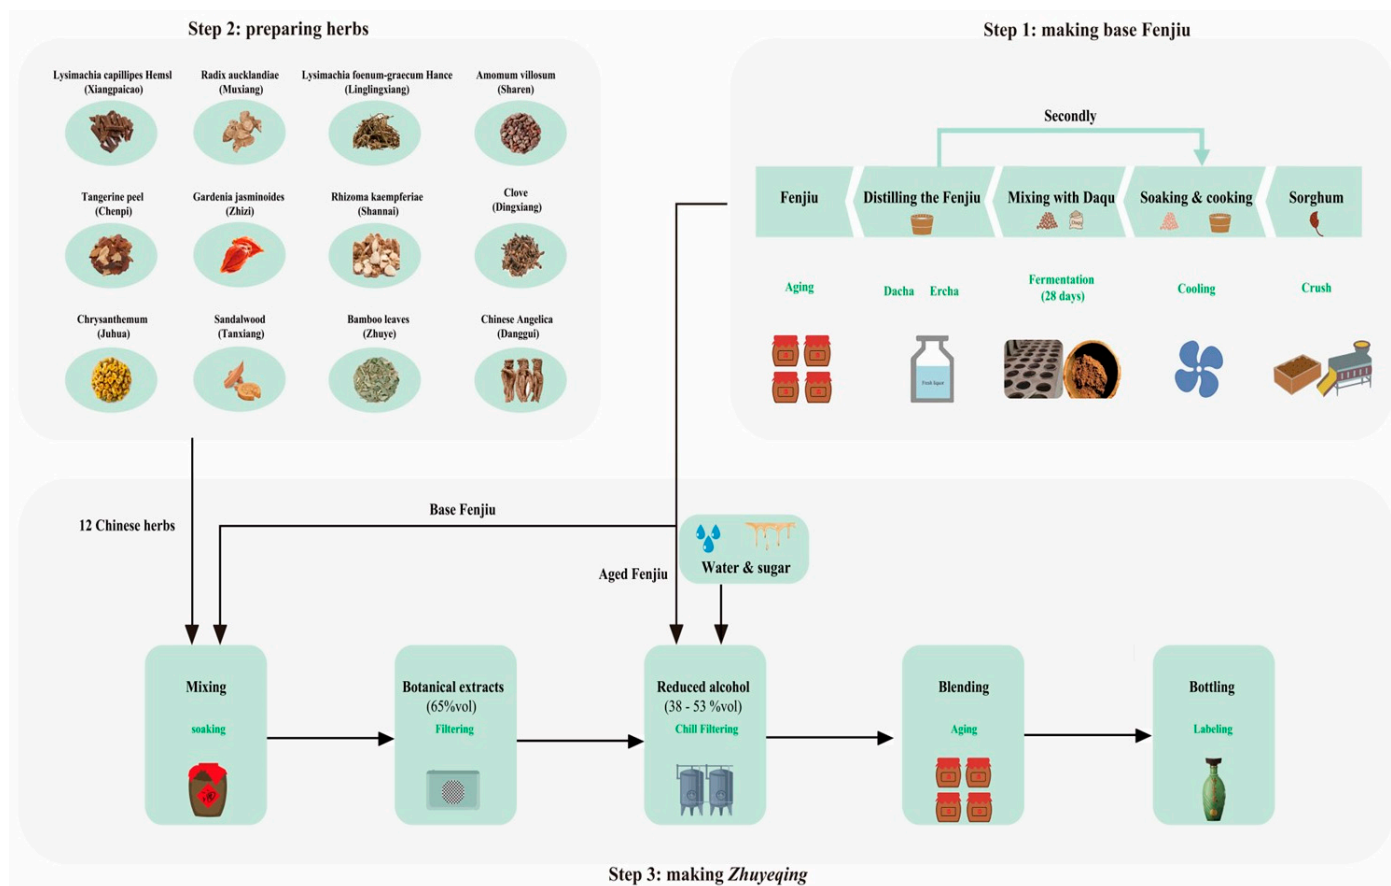 Step 2: preparing herbs
Lysimachia capillipes Hemsl
(Xiangpaicao)
Radix aucklandiae
(Muxiang)
Lysimachia foenum-graecum Hance
(Linglingxiang)
Amomum villosum
(Sharen)
Tangerine peel
(Chenpi)
Gardenia jasminoides
(Zhizi)
Rhizoma kaempferiae
(Shannai)
Clove
(Dingxiang)
Chrysanthemum
(Juhua)
Sandalwood
(Tanxiang)
Bamboo leaves
(Zhuye)
Chinese Angelica
(Danggui)
Step 1: making base Fenjiu
Secondly
Fenjiu
Distilling the Fenjiu
Mixing with Daqu
Soaking & cooking
Sorghum
Aging
Dacha Ercha
Fermentation
(28 days)
Cooling
Crush
Fresh liquor
12 Chinese herbs
Base Fenjiu
Aged Fenjiu
Water & sugar
Mixing
soaking
Botanical extracts
(65%vol)
Filtering
Reduced alcohol
(38 - 53 %vol)
Chill Filtering
Blending
Aging
Bottling
Labeling
Step 3: making Zhuyeqing